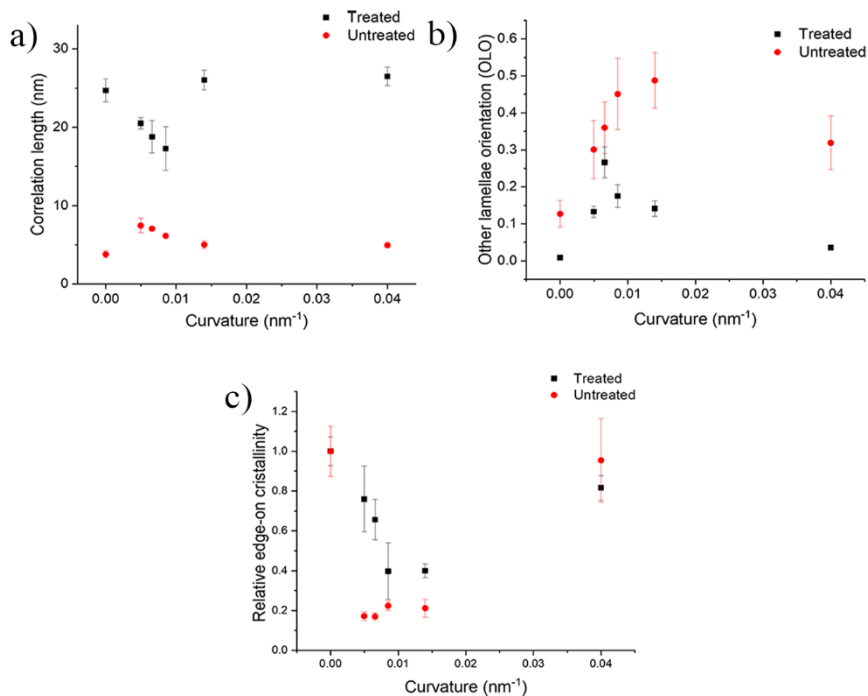 a)
Treated
Untreated
30
20
10
0
0.00
0.01
0.02
0.03
0.04
Correlation length (nm)
Curvature (nm⁻¹)
b)
Treated
Untreated
0.6
0.5
0.4
0.3
0.2
0.1
0.0
0.00
0.01
0.02
0.03
0.04
Other lamellae orientation (OLO)
Curvature (nm⁻¹)
c)
Treated
Untreated
1.2
1.0
0.8
0.6
0.4
0.2
0.0
0.00
0.01
0.02
0.03
0.04
Relative edge-on cristallinity
Curvature (nm⁻¹)